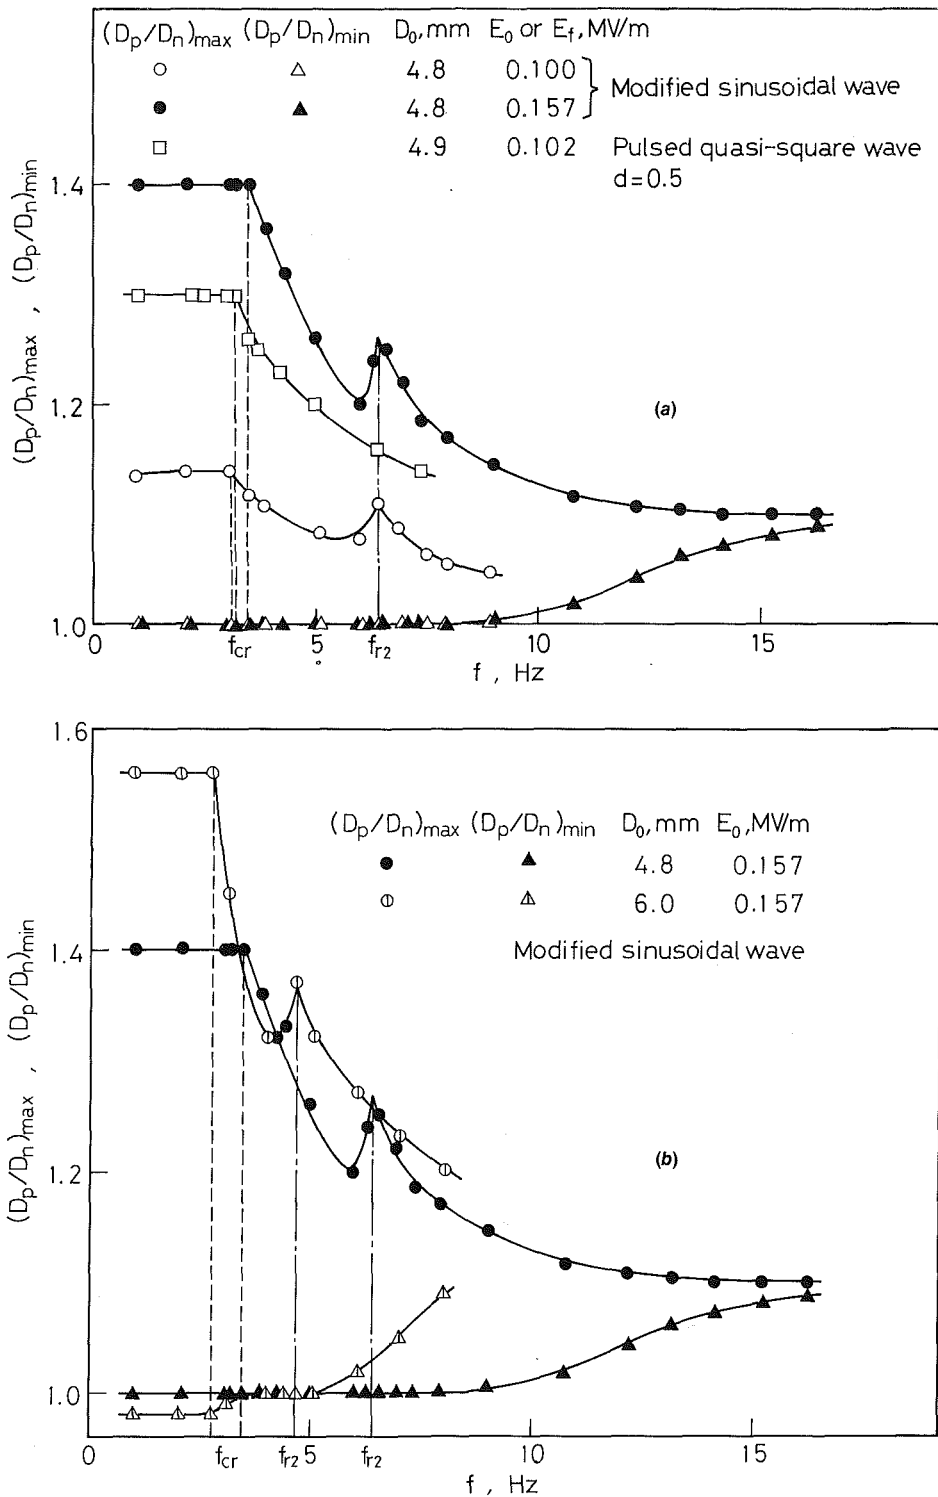 (Dp/Dn)max (Dp/Dn)min D0,mm E0 or Ef,MV/m
4.8 0.100
4.8 0.157
Modified sinusoidal wave
4.9 0.102 Pulsed quasi-square wave
d=0.5
(Dp/Dn)max , (Dp/Dn)min
1.4
1.2
1.0
(a)
0 fcr 5 fr2 10 15
f , Hz
1.6
(Dp/Dn)max (Dp/Dn)min D0,mm E0,MV/m
4.8 0.157
6.0 0.157
Modified sinusoidal wave
(Dp/Dn)max , (Dp/Dn)min
1.4
1.2
1.0
(b)
0 fcr fr2 5 fr2 10 15
f , Hz